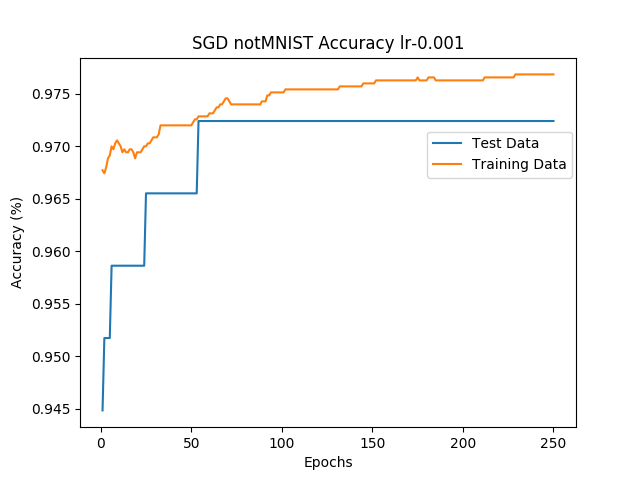 SGD notMNIST Accuracy lr-0.001
Accuracy (%)
0.975
0.970
0.965
0.960
0.955
0.950
0.945
Test Data
Training Data
0 50 100 150 200 250
Epochs